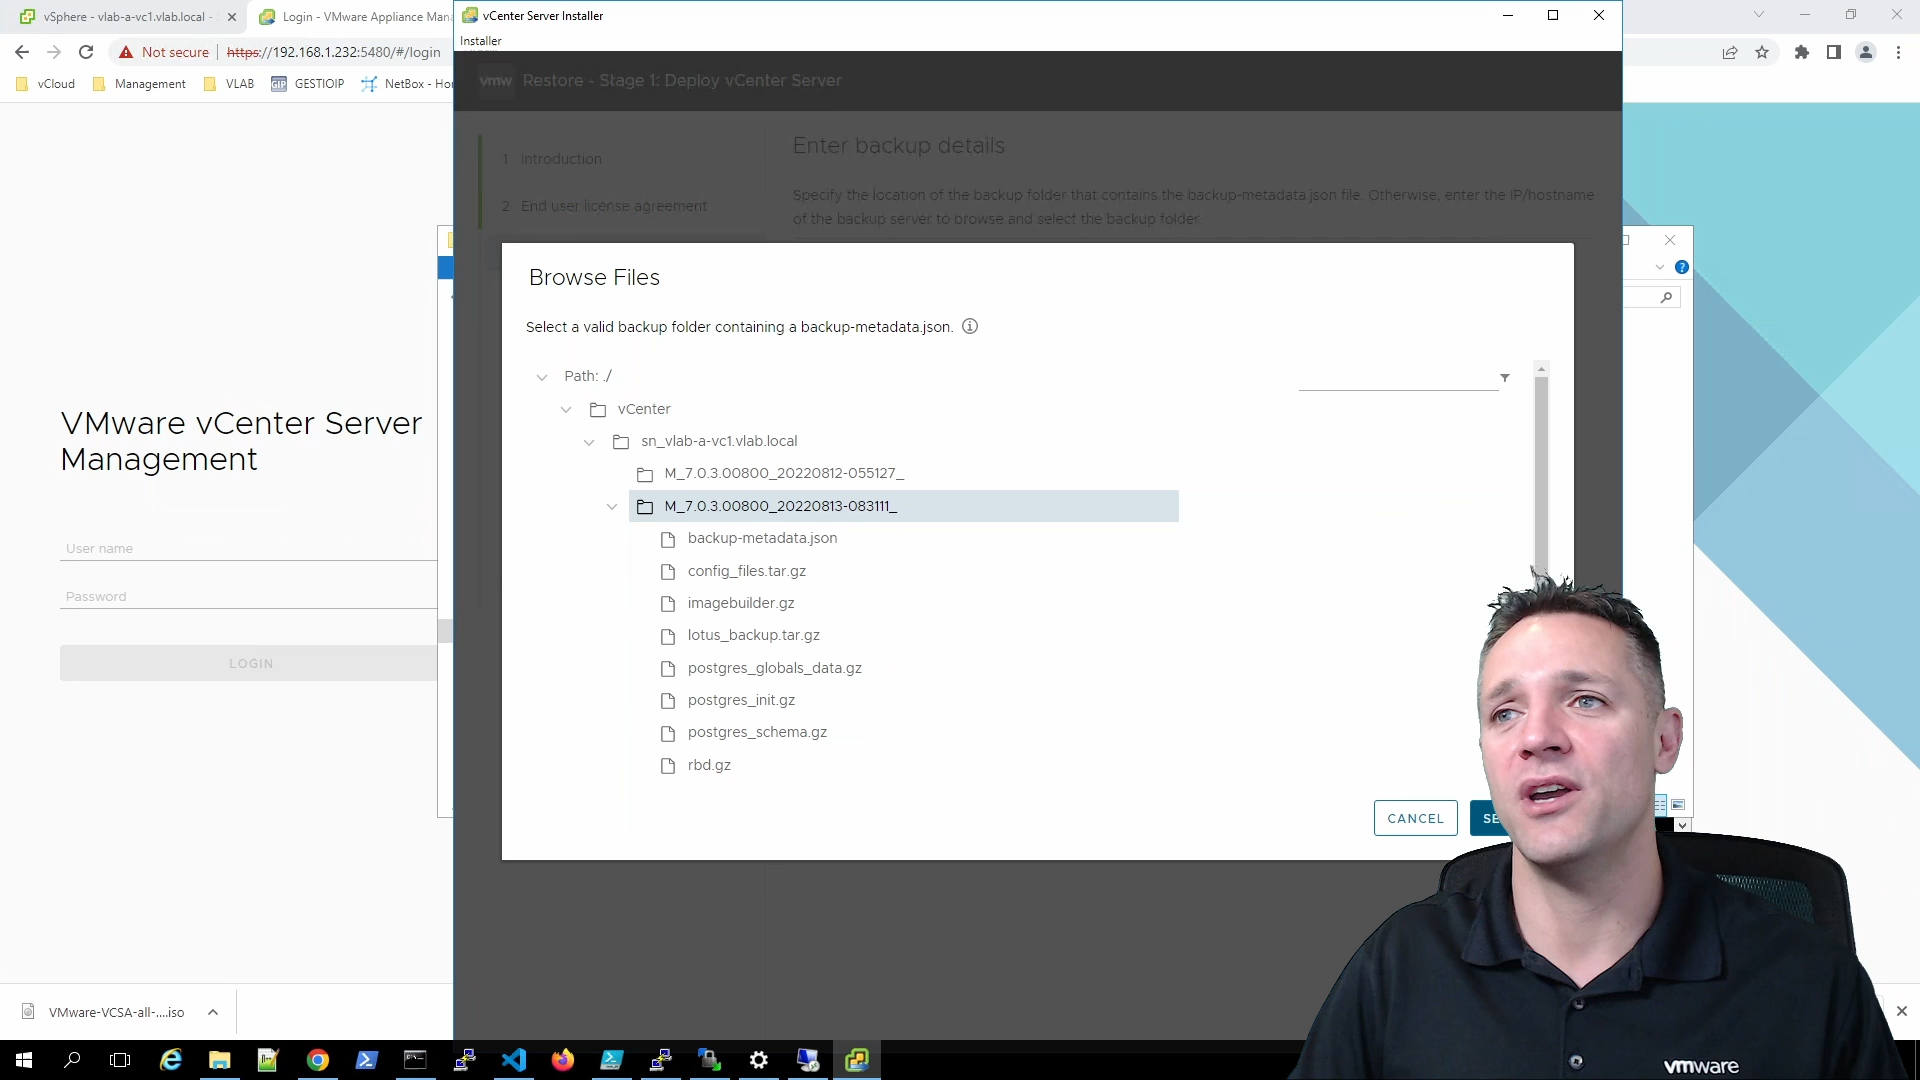 vSphere - vlab-a-vc1.vlab.local -
Login - VMware Appliance Man
vCenter Server Installer
Not secure
https://192.168.1.232:5480/#/login
Installer
vCloud
Management
VLAB
GIP
GESTIOIP
NetBox - Ho
vmw
Restore - Stage 1: Deploy vCenter Server
1 Introduction
2 End user license agreement
Enter backup details
Specify the location of the backup folder that contains the backup-metadata.json file. Otherwise, enter the IP/hostname
of the backup server to browse and select the backup folder.
Browse Files
Select a valid backup folder containing a backup-metadata.json.
Path: ./
vCenter
sn_vlab-a-vc1.vlab.local
M_7.0.3.00800_20220812-055127_
M_7.0.3.00800_20220813-083111_
backup-metadata.json
config_files.tar.gz
imagebuilder.gz
lotus_backup.tar.gz
postgres_globals_data.gz
postgres_init.gz
postgres_schema.gz
rbd.gz
CANCEL
SE
VMware vCenter Server
Management
User name
Password
LOGIN
VMware-VCSA-all-....iso
vmware